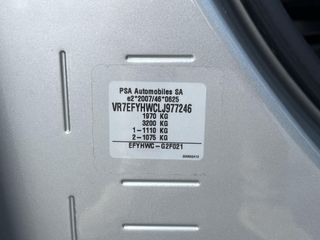 PSA Automobiles SA
e2*2007/46*0625
VR7EFYHWCLJ977246
1970 KG
3200 KG
1-1110 KG
2-1075 KG
EFYHWC-G2F021